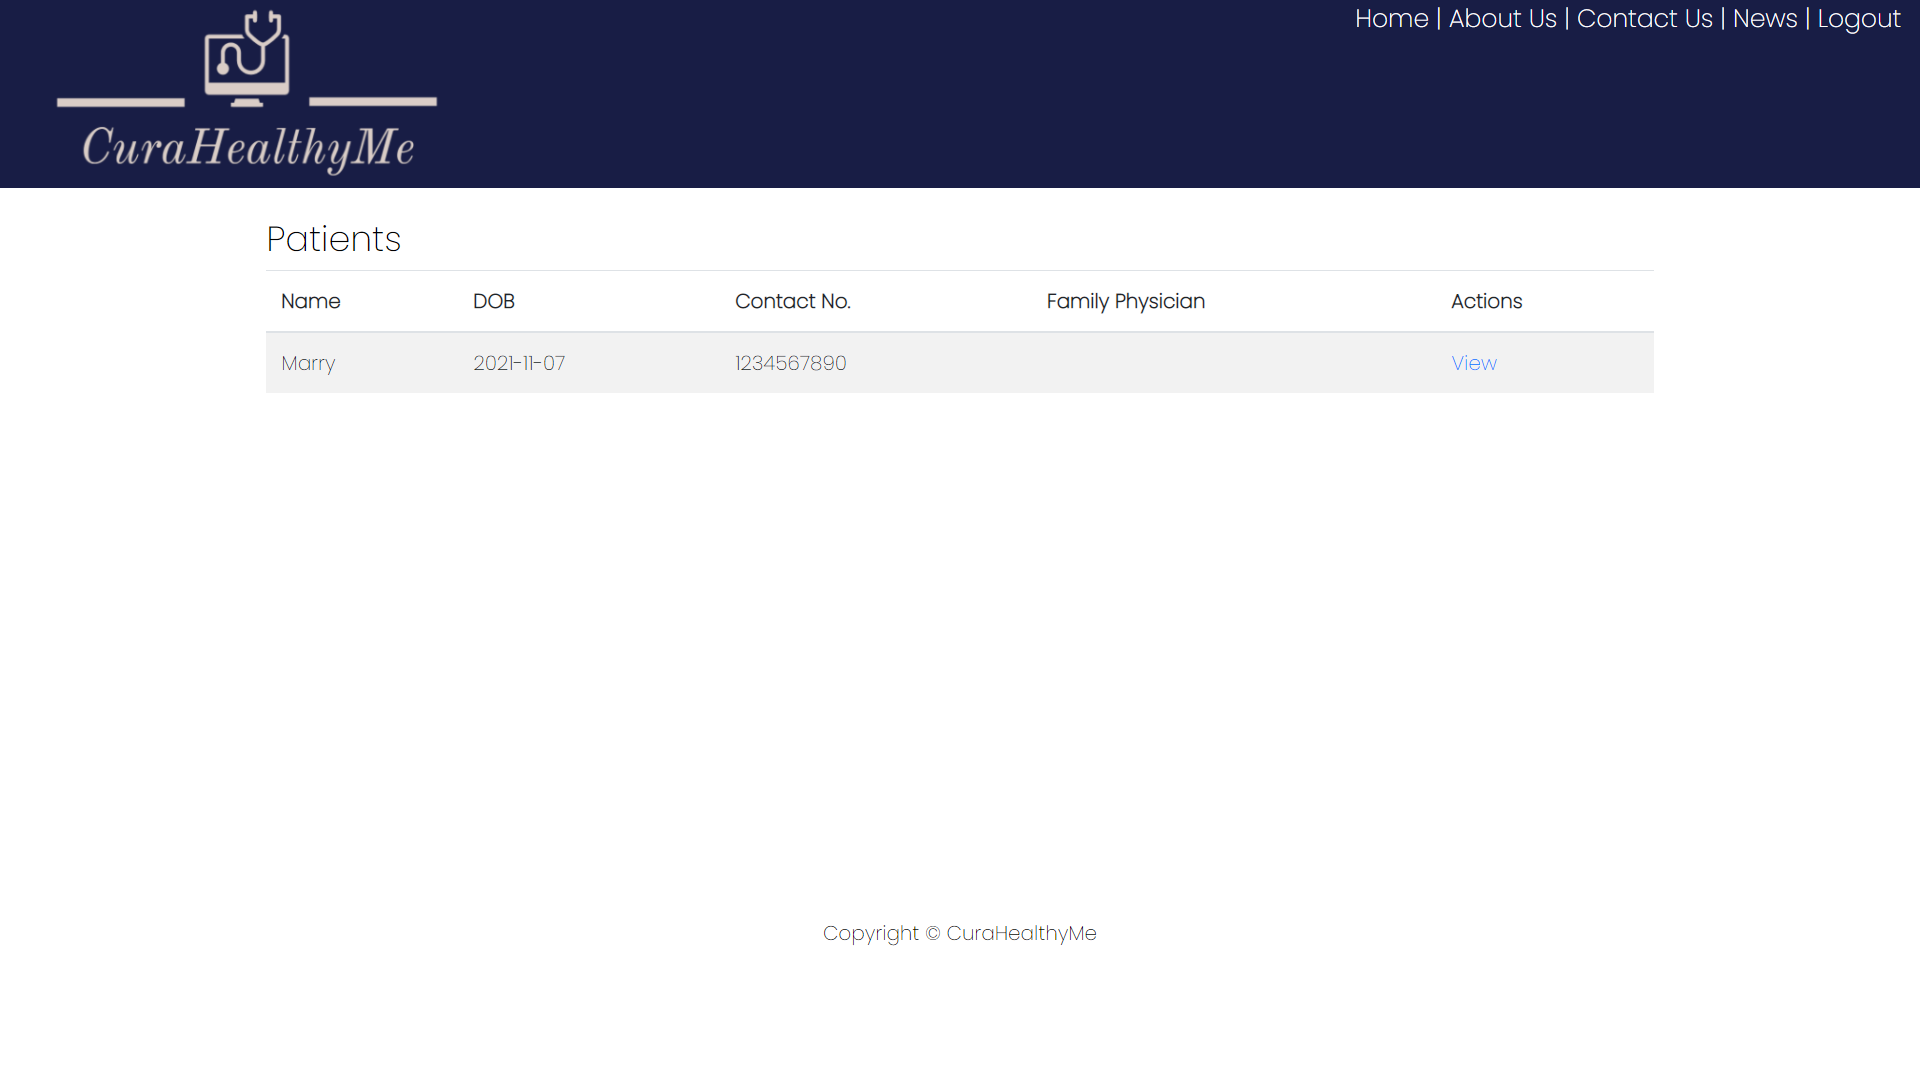 Home | About Us | Contact Us | News | Logout
CuraHealthyMe
Patients
Name DOB Contact No. Family Physician Actions
Marry 2021-11-07 1234567890 View
Copyright © CuraHealthyMe